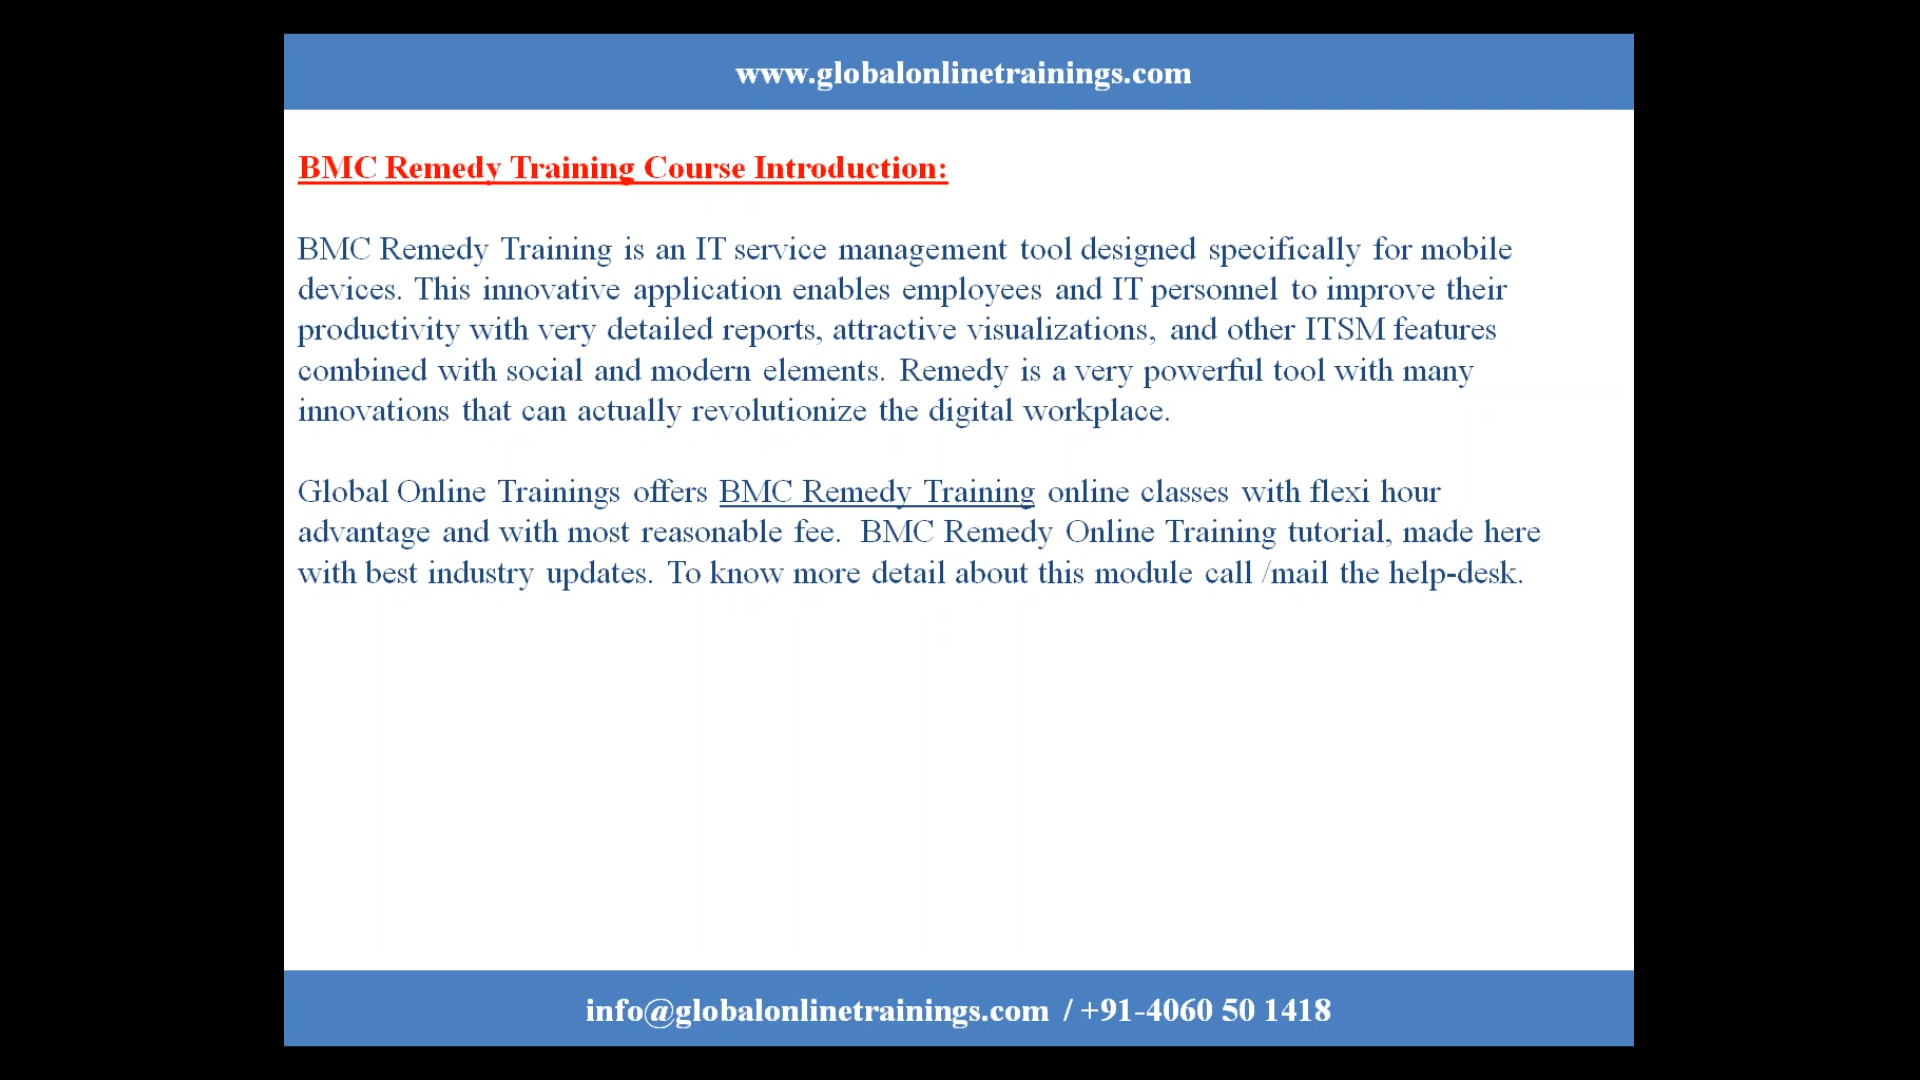 www.globalonlinetrainings.com
BMC Remedy Training Course Introduction:
BMC Remedy Training is an IT service management tool designed specifically for mobile
devices. This innovative application enables employees and IT personnel to improve their
productivity with very detailed reports, attractive visualizations, and other ITSM features
combined with social and modern elements. Remedy is a very powerful tool with many
innovations that can actually revolutionize the digital workplace.
Global Online Trainings offers BMC Remedy Training online classes with flexi hour
advantage and with most reasonable fee. BMC Remedy Online Training tutorial, made here
with best industry updates. To know more detail about this module call /mail the help-desk.
info@globalonlinetrainings.com / +91-4060 50 1418